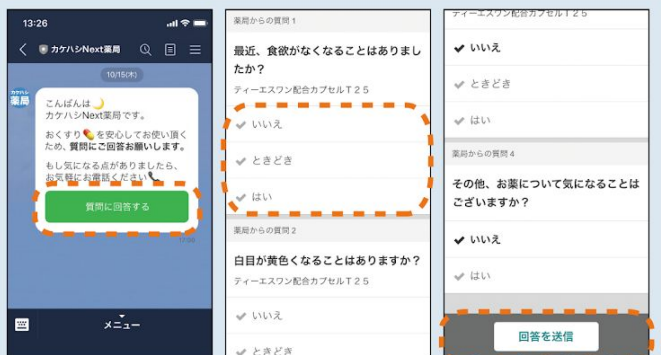 13:26
カケハシNext薬局
10/15(木)
カケハシ
薬局
こんばんは🌙
カケハシNext薬局です。
おくすり💊を安心してお使い頂く
ため、質問にご回答お願いします。
もし気になる点がありましたら、
お気軽にお電話ください📞
質問に回答する
17:00
メニュー
薬局からの質問 1
最近、食欲がなくなることはありまし
たか？
ティーエスワン配合カプセルT25
いいえ
ときどき
はい
薬局からの質問 2
白目が黄色くなることはありますか？
ティーエスワン配合カプセルT25
いいえ
ときどき
ティーエスワン配合カプセルT25
いいえ
ときどき
はい
薬局からの質問 4
その他、お薬について気になることは
ございますか？
いいえ
はい
回答を送信